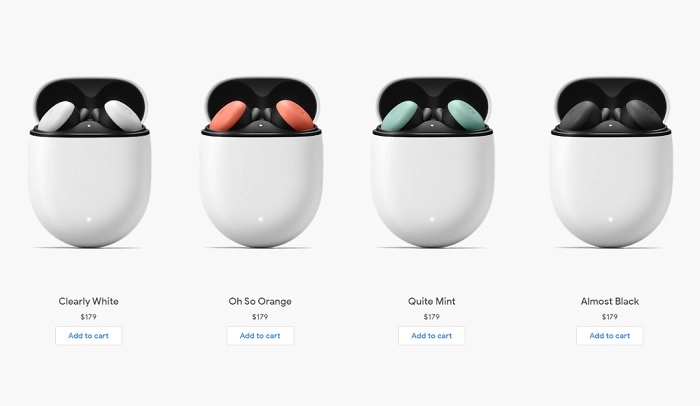 Clearly White
$179
Add to cart
Oh So Orange
$179
Add to cart
Quite Mint
$179
Add to cart
Almost Black
$179
Add to cart